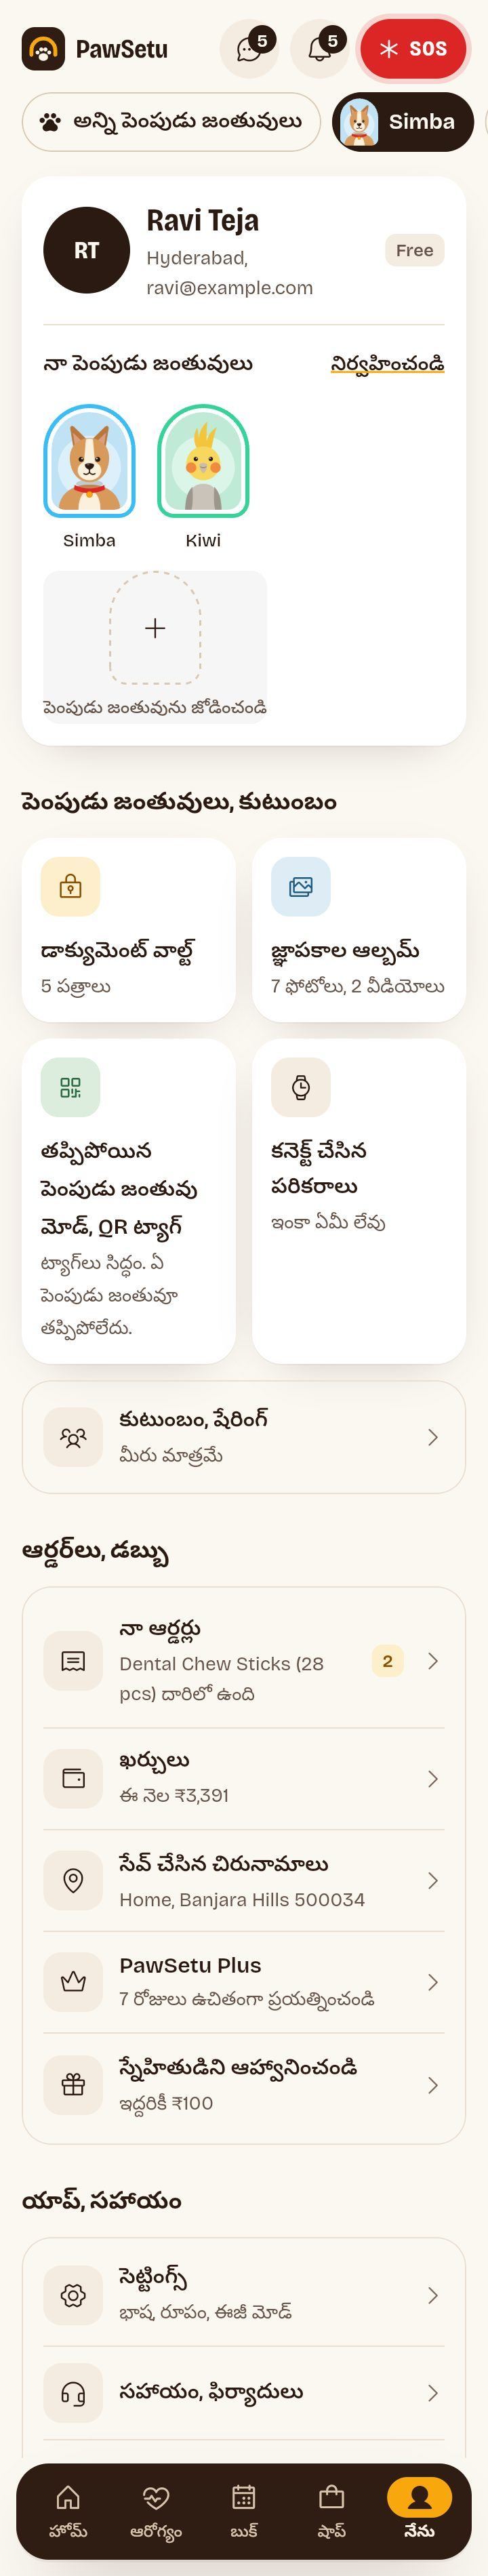 PawSetu
5
5
SOS
అన్ని పెంపుడు జంతువులు
Simba
RT
Ravi Teja
Hyderabad,
ravi@example.com
Free
నా పెంపుడు జంతువులు
నిర్వహించండి
Simba
Kiwi
పెంపుడు జంతువును జోడించండి
పెంపుడు జంతువులు, కుటుంబం
డాక్యుమెంట్ వాల్ట్
5 పత్రాలు
జ్ఞాపకాల ఆల్బమ్
7 ఫోటోలు, 2 వీడియోలు
తప్పిపోయిన
పెంపుడు జంతువు
మోడ్, QR ట్యాగ్
ట్యాగ్‌లు సిద్ధం. ఏ
పెంపుడు జంతువూ
తప్పిపోలేదు.
కనెక్ట్ చేసిన
పరికరాలు
ఇంకా ఏమీ లేవు
కుటుంబం, షేరింగ్
మీరు మాత్రమే
ఆర్డర్‌లు, డబ్బు
నా ఆర్డర్లు
Dental Chew Sticks (28
pcs) దారిలో ఉంది
2
ఖర్చులు
ఈ నెల ₹3,391
సేవ్ చేసిన చిరునామాలు
Home, Banjara Hills 500034
PawSetu Plus
7 రోజులు ఉచితంగా ప్రయత్నించండి
స్నేహితుడిని ఆహ్వానించండి
ఇద్దరికీ ₹100
యాప్, సహాయం
సెట్టింగ్స్
భాష, రూపం, ఈజీ మోడ్
సహాయం, ఫిర్యాదులు
హోమ్
ఆరోగ్యం
బుక్
షాప్
నేను